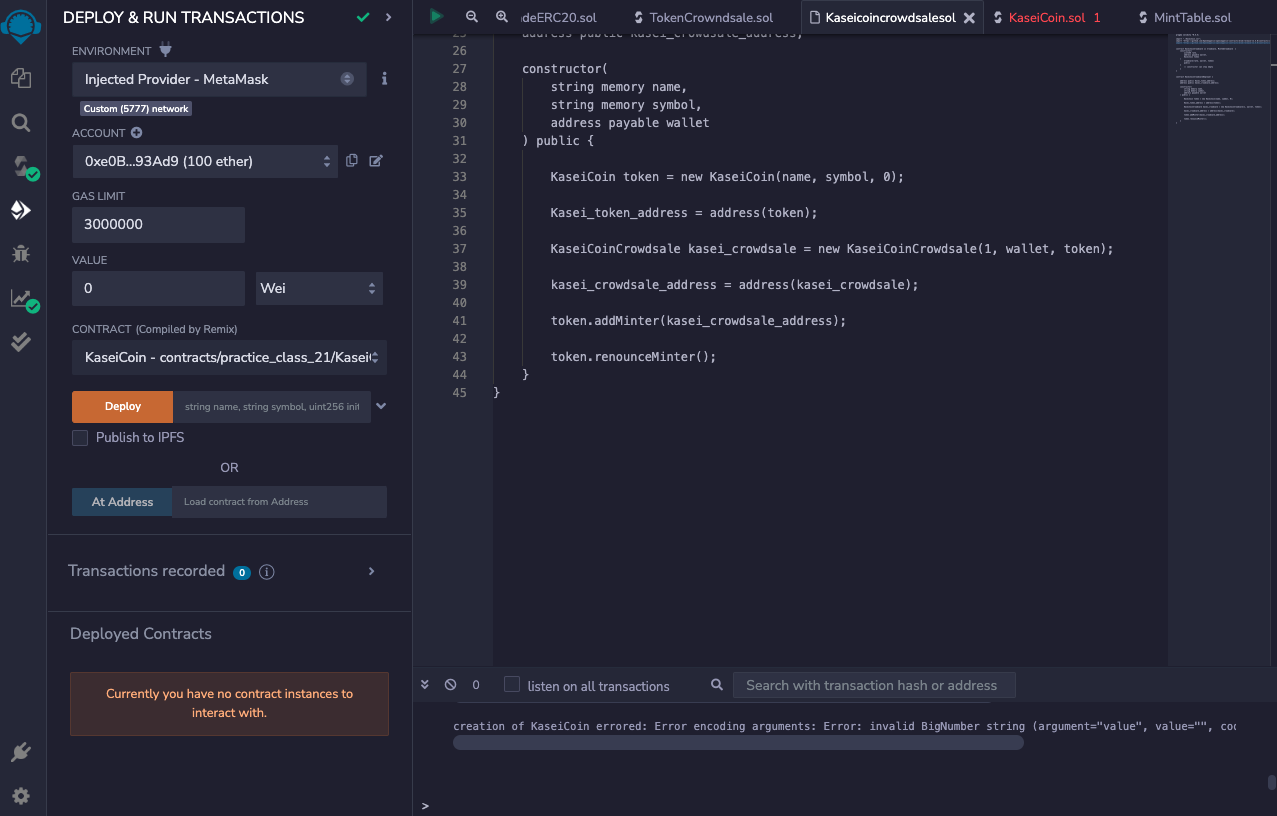 DEPLOY & RUN TRANSACTIONS
ENVIRONMENT
Injected Provider - MetaMask
Custom (5777) network
ACCOUNT
0xe0B...93Ad9 (100 ether)
GAS LIMIT
3000000
VALUE
0
Wei
CONTRACT (Compiled by Remix)
KaseiCoin - contracts/practice_class_21/Kasei
Deploy
string name, string symbol, uint256 init
Publish to IPFS
OR
At Address
Load contract from Address
Transactions recorded 0 i
Deployed Contracts
Currently you have no contract instances to
interact with.
deERC20.sol
TokenCrowndsale.sol
Kaseicoincrowdsalesol
KaseiCoin.sol 1
MintTable.sol
25 address public kasei_crowdsale_address;
26
27 constructor(
28 string memory name,
29 string memory symbol,
30 address payable wallet
31 ) public {
32
33 KaseiCoin token = new KaseiCoin(name, symbol, 0);
34
35 Kasei_token_address = address(token);
36
37 KaseiCoinCrowdsale kasei_crowdsale = new KaseiCoinCrowdsale(1, wallet, token);
38
39 kasei_crowdsale_address = address(kasei_crowdsale);
40
41 token.addMinter(kasei_crowdsale_address);
42
43 token.renounceMinter();
44 }
45 }
0
listen on all transactions
Search with transaction hash or address
creation of KaseiCoin errored: Error encoding arguments: Error: invalid BigNumber string (argument="value", value="", cod
>